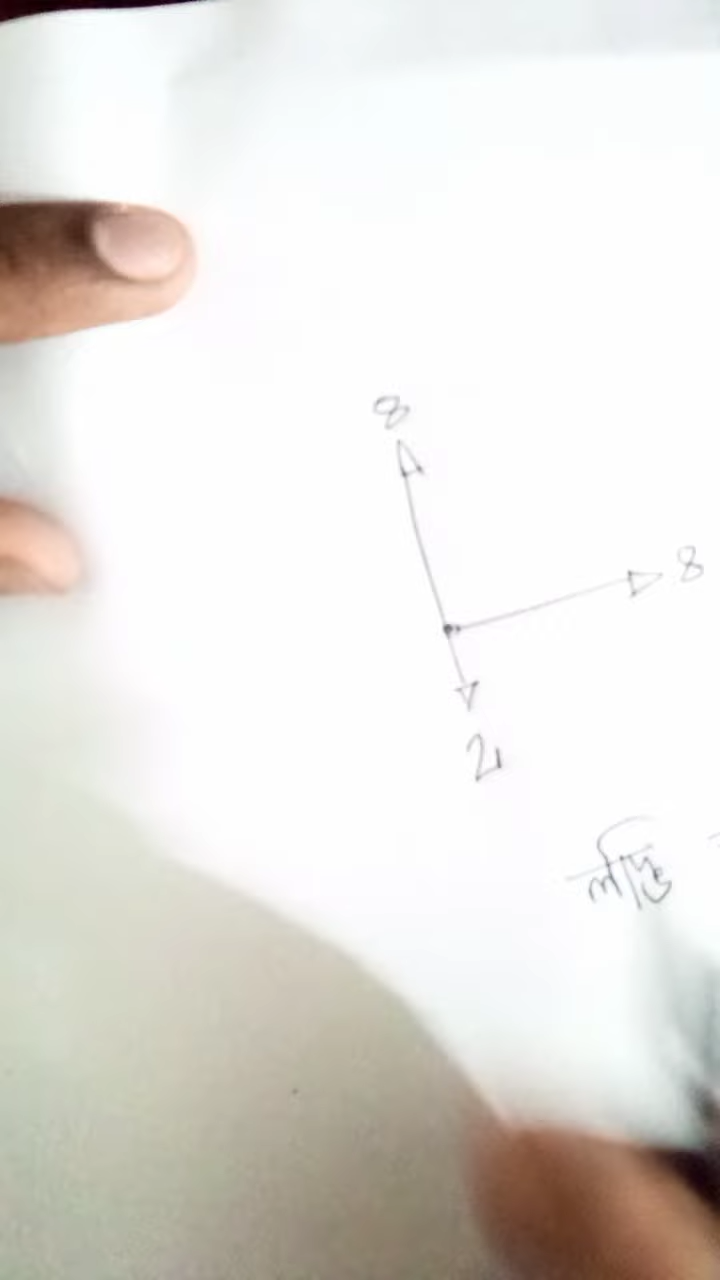 ৪
৪
২
লব্ধি =